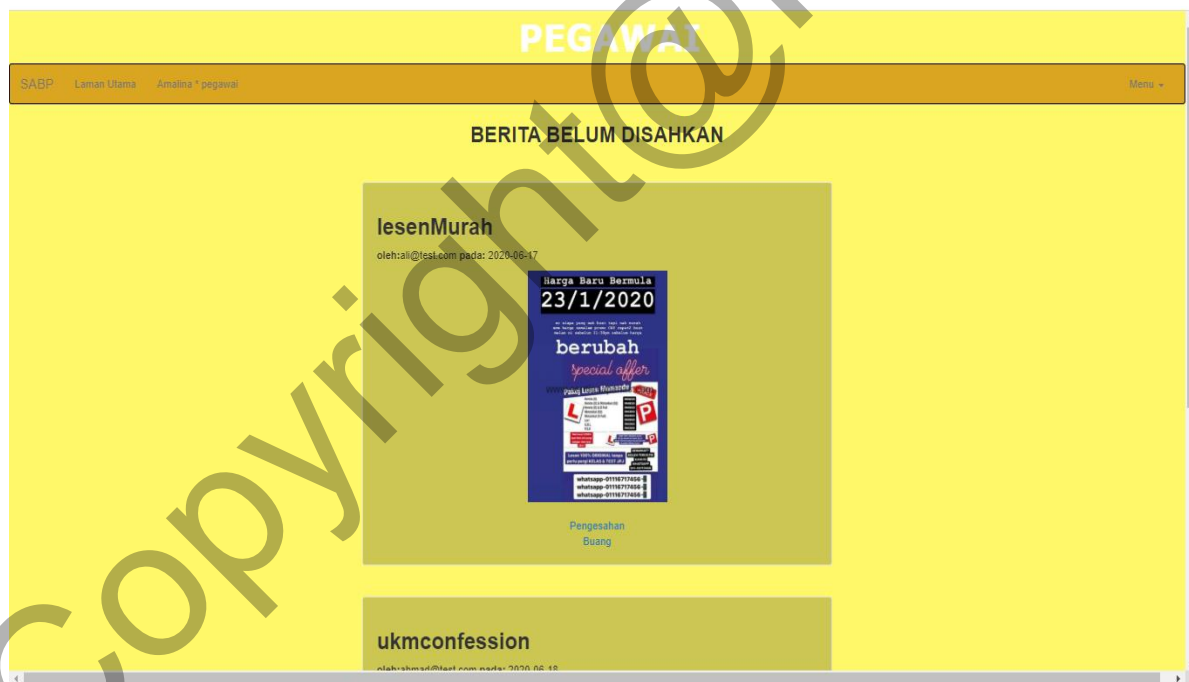 PEGAWAI
SABP Laman Utama Amalina * pegawai Menu
BERITA BELUM DISAHKAN
lesenMurah
oleh:ali@test.com pada: 2020-06-17
Harga Baru Bermula
23/1/2020
berubah
special offer
Pakej Lesen
L P
L P
whatsapp-01116717456-
whatsapp-01116717456-
whatsapp-01116717456-
Pengesahan
Buang
ukmconfession
oleh:ahmad@test.com pada: 2020-06-18
Copyright@